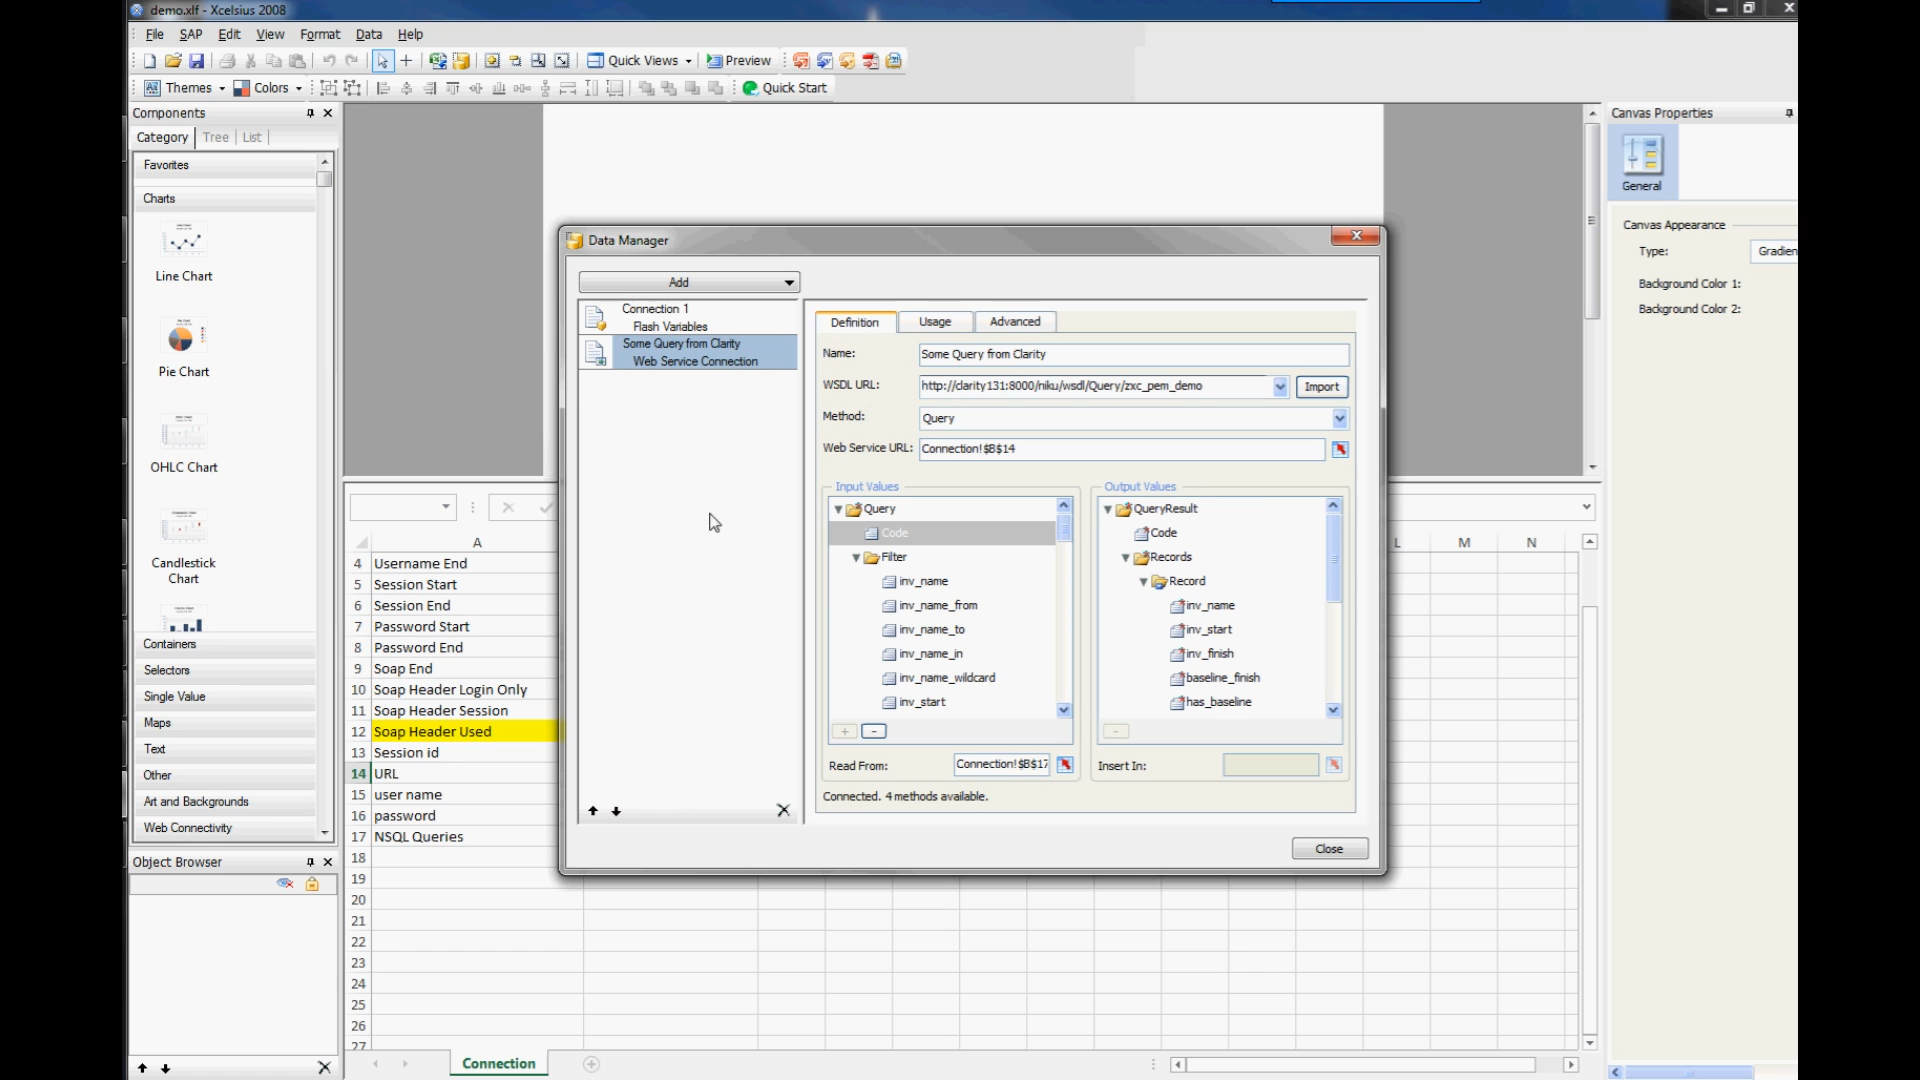 demo.xlf - Xcelsius 2008
File SAP Edit View Format Data Help
Quick Views Preview
Themes Colors Quick Start
Components
Category Tree List
Favorites
Charts
Line Chart
Pie Chart
OHLC Chart
Candlestick
Chart
Containers
Selectors
Single Value
Maps
Text
Other
Art and Backgrounds
Web Connectivity
Object Browser
Data Manager
Add
Connection 1
Flash Variables
Some Query from Clarity
Web Service Connection
Definition Usage Advanced
Name: Some Query from Clarity
WSDL URL: http://clarity131:8000/niku/wsdl/Query/zxc_pem_demo Import
Method: Query
Web Service URL: Connection!$B$14
Input Values
Query
Code
Filter
inv_name
inv_name_from
inv_name_to
inv_name_in
inv_name_wildcard
inv_start
+ -
Read From: Connection!$B$17
Output Values
QueryResult
Code
Records
Record
inv_name
inv_start
inv_finish
baseline_finish
has_baseline
-
Insert In:
Connected. 4 methods available.
Close
Canvas Properties
General
Canvas Appearance
Type: Gradien
Background Color 1:
Background Color 2:
A L M N
4 Username End
5 Session Start
6 Session End
7 Password Start
8 Password End
9 Soap End
10 Soap Header Login Only
11 Soap Header Session
12 Soap Header Used
13 Session id
14 URL
15 user name
16 password
17 NSQL Queries
18
19
20
21
22
23
24
25
26
27
Connection